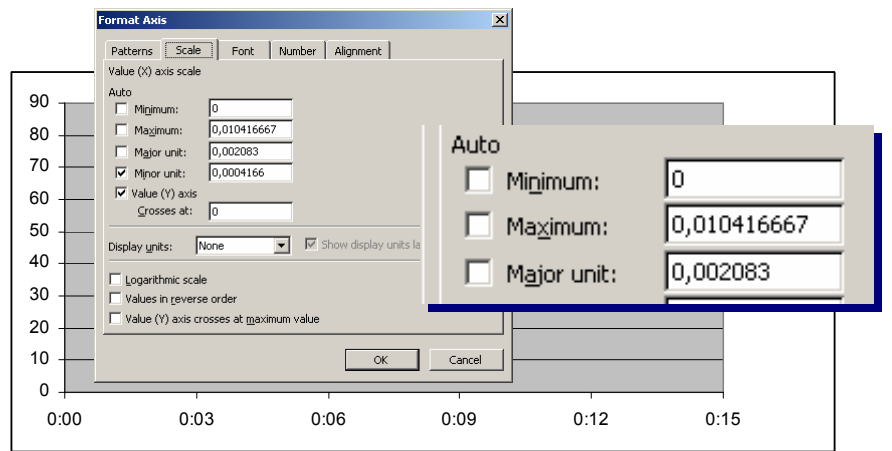 Format Axis
Patterns Scale Font Number Alignment
Value (X) axis scale
Auto
Minimum: 0
Maximum: 0,010416667
Major unit: 0,002083
Minor unit: 0,0004166
Value (Y) axis
Crosses at: 0
Display units: None Show display units la
Logarithmic scale
Values in reverse order
Value (Y) axis crosses at maximum value
OK Cancel
Auto
Minimum: 0
Maximum: 0,010416667
Major unit: 0,002083
90
80
70
60
50
40
30
20
10
0
0:00 0:03 0:06 0:09 0:12 0:15